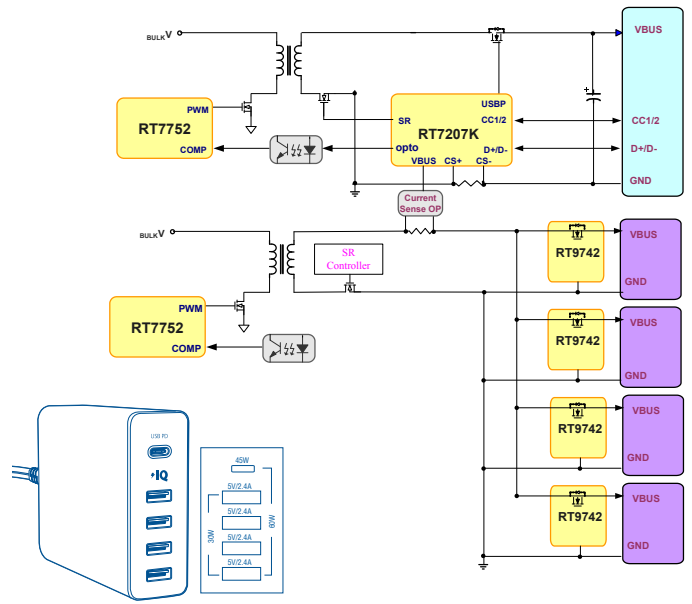 BULKV
PWM
RT7752
COMP
USBP
SR
CC1/2
RT7207K
opto
D+/D-
VBUS
CS+
CS-
VBUS
CC1/2
D+/D-
GND
Current
Sense OP
BULKV
SR
Controller
PWM
RT7752
COMP
RT9742
VBUS
GND
RT9742
VBUS
GND
RT9742
VBUS
GND
RT9742
VBUS
GND
USB PD
IQ
45W
5V/2.4A
5V/2.4A
5V/2.4A
5V/2.4A
30W
60W